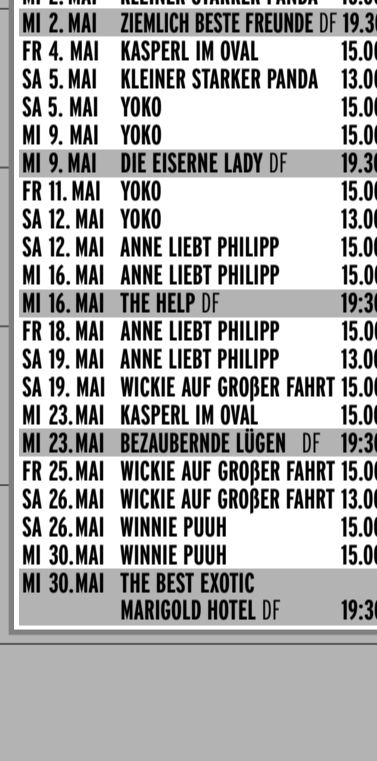 MI 2. MAI ZIEMLICH BESTE FREUNDE DF 19.30
FR 4. MAI KASPERL IM OVAL 15.00
SA 5. MAI KLEINER STARKER PANDA 13.00
SA 5. MAI YOKO 15.00
MI 9. MAI YOKO 15.00
MI 9. MAI DIE EISERNE LADY DF 19.30
FR 11. MAI YOKO 15.00
SA 12. MAI YOKO 13.00
SA 12. MAI ANNE LIEBT PHILIPP 15.00
MI 16. MAI ANNE LIEBT PHILIPP 15.00
MI 16. MAI THE HELP DF 19:30
FR 18. MAI ANNE LIEBT PHILIPP 15.00
SA 19. MAI ANNE LIEBT PHILIPP 13.00
SA 19. MAI WICKIE AUF GROßER FAHRT 15.00
MI 23.MAI KASPERL IM OVAL 15.00
MI 23.MAI BEZAUBERNDE LÜGEN DF 19:30
FR 25.MAI WICKIE AUF GROßER FAHRT 15.00
SA 26.MAI WICKIE AUF GROßER FAHRT 13.00
SA 26.MAI WINNIE PUUH 15.00
MI 30.MAI WINNIE PUUH 15.00
MI 30.MAI THE BEST EXOTIC
MARIGOLD HOTEL DF 19:30